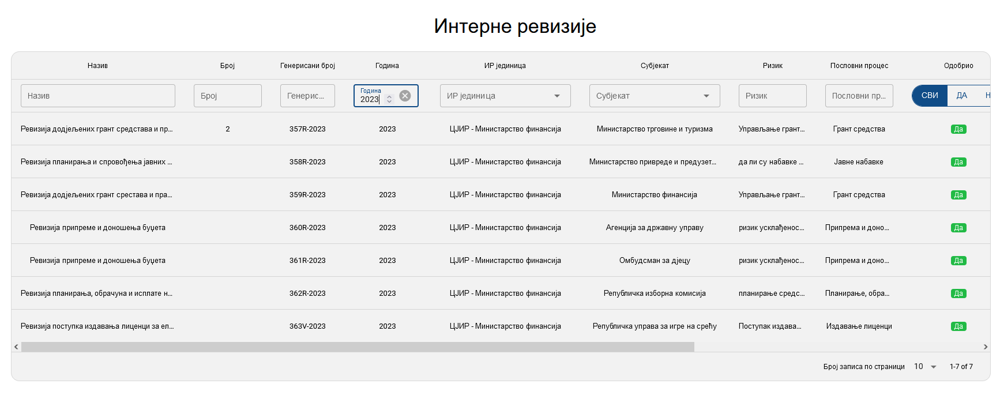 Интерне ревизије
Назив Број Генерисани број Година ИР јединица Субјекат Ризик Пословни процес Одобрио
Назив Број Генерис... Година 2023 ИР јединица Субјекат Ризик Пословни пр... СВИ ДА Н
Ревизија додјељених грант средстава и пр... 2 357R-2023 2023 ЦЈИР - Министарство финансија Министарство трговине и туризма Управљање грант... Грант средства Да
Ревизија планирања и спровођења јавних ... 358R-2023 2023 ЦЈИР - Министарство финансија Министарство привреде и предузет... да ли су набавке ... Јавне набавке Да
Ревизија додјељених грант срестава и пра... 359R-2023 2023 ЦЈИР - Министарство финансија Министарство финансија Управљање грант... Грант средства Да
Ревизија припреме и доношења буџета 360R-2023 2023 ЦЈИР - Министарство финансија Агенција за државну управу ризик усклађенос... Припрема и доно... Да
Ревизија припреме и доношења буџета 361R-2023 2023 ЦЈИР - Министарство финансија Омбудсман за дјецу ризик усклађенос... Припрема и доно... Да
Ревизија планирања, обрачуна и исплате н... 362R-2023 2023 ЦЈИР - Министарство финансија Републичка изборна комисија планирање средс... Планирање, обра... Да
Ревизија поступка издавања лиценци за ел... 363V-2023 2023 ЦЈИР - Министарство финансија Републичка управа за игре на срећу Поступак издава... Издавање лиценци Да
Број записа по страници 10 1-7 of 7